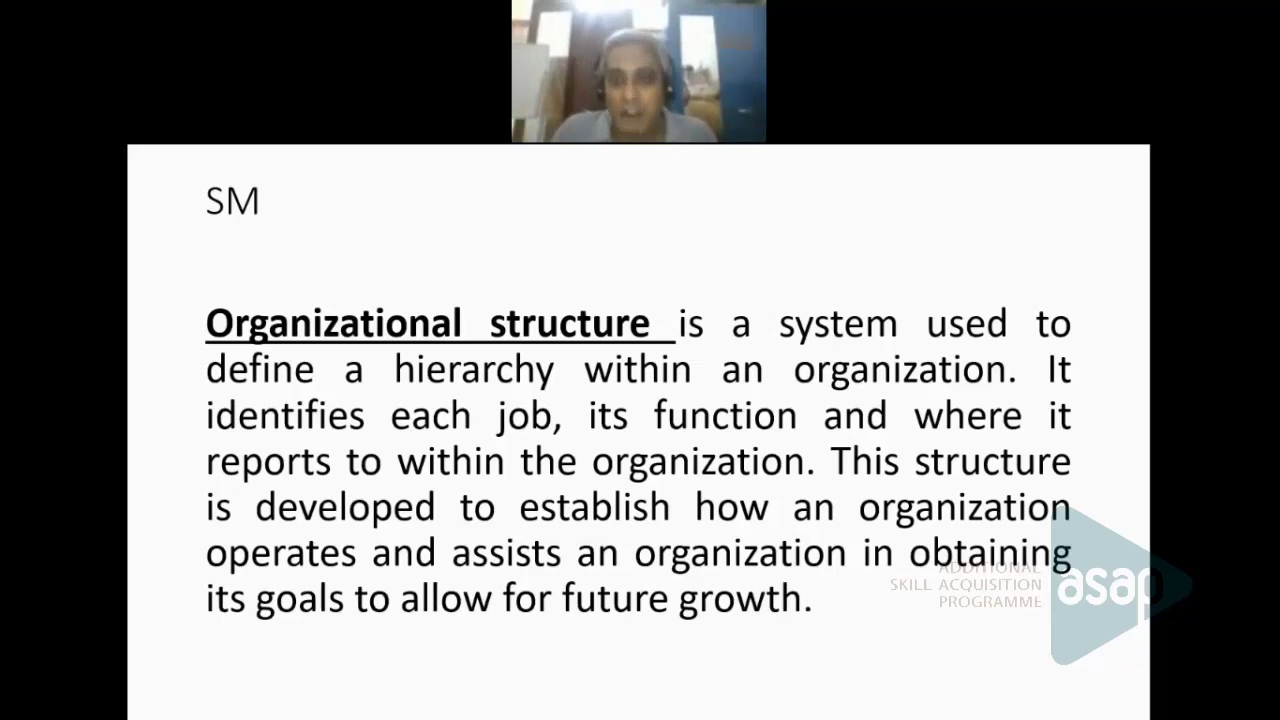 SM
Organizational structure is a system used to
define a hierarchy within an organization. It
identifies each job, its function and where it
reports to within the organization. This structure
is developed to establish how an organization
operates and assists an organization in obtaining
its goals to allow for future growth.
ADDITIONAL
SKILL ACQUISITION
PROGRAMME
asap